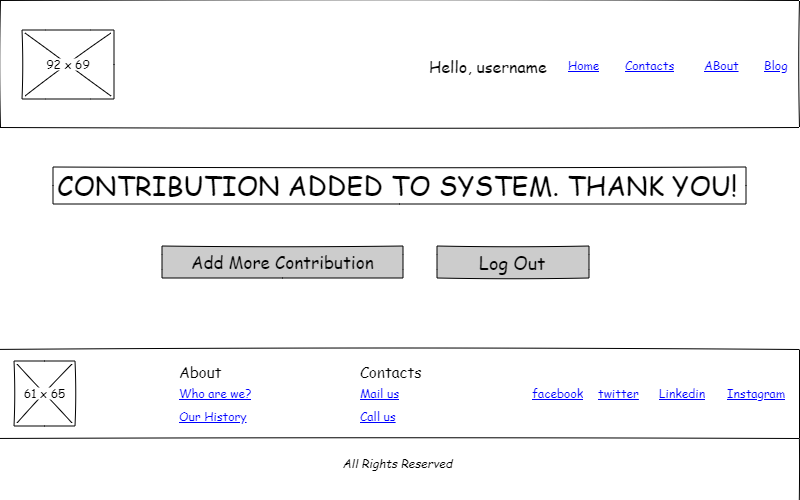 92 x 69
Hello, username Home Contacts ABout Blog
CONTRIBUTION ADDED TO SYSTEM. THANK YOU!
Add More Contribution Log Out
About Contacts
61 x 65 Who are we? Mail us facebook twitter Linkedin Instagram
Our History Call us
All Rights Reserved